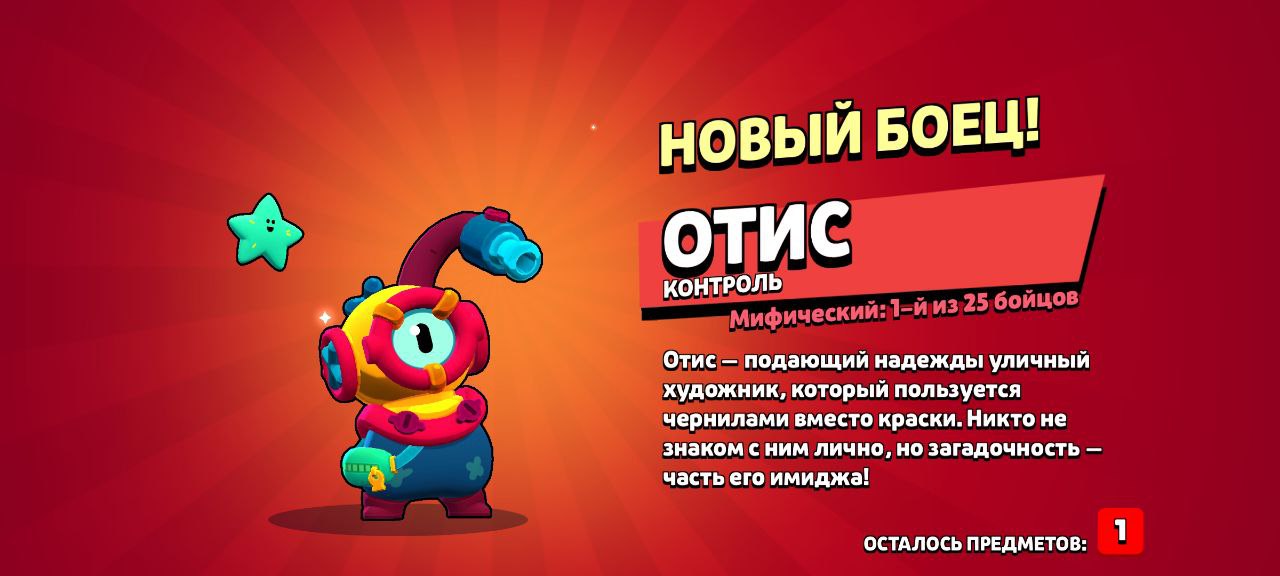 НОВЫЙ БОЕЦ!
ОТИС
КОНТРОЛЬ
Мифический: 1-й из 25 бойцов
Отис – подающий надежды уличный
художник, который пользуется
чернилами вместо краски. Никто не
знаком с ним лично, но загадочность –
часть его имиджа!
ОСТАЛОСЬ ПРЕДМЕТОВ: 1